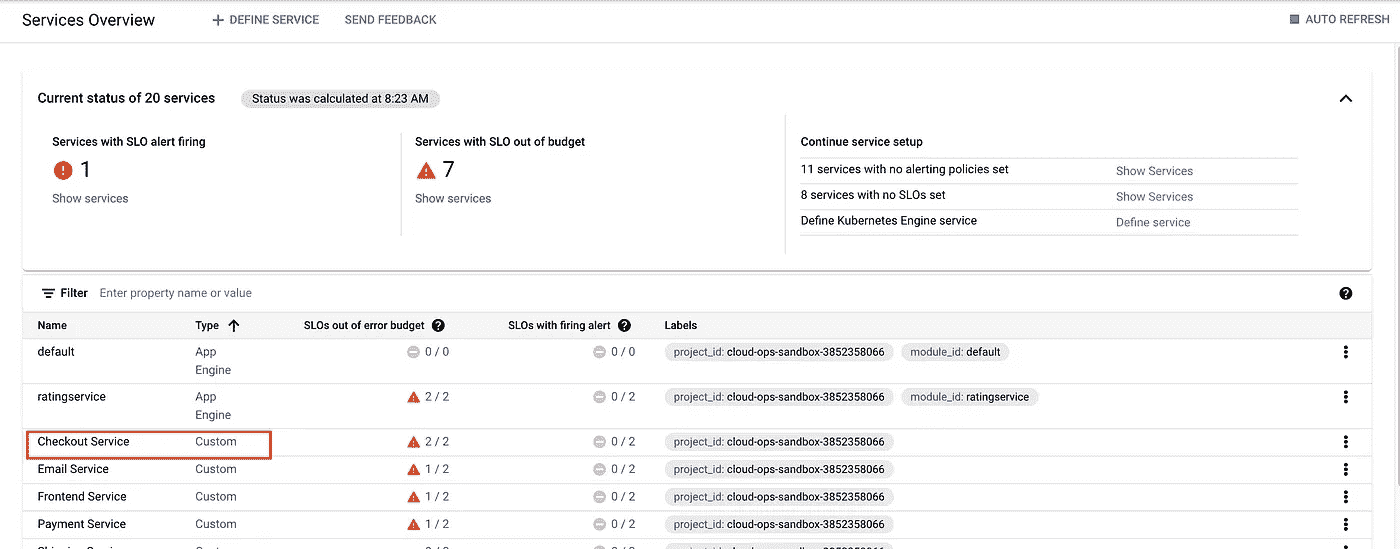 Services Overview
DEFINE SERVICE
SEND FEEDBACK
AUTO REFRESH
Current status of 20 services
Status was calculated at 8:23 AM
Services with SLO alert firing
1
Show services
Services with SLO out of budget
7
Show services
Continue service setup
11 services with no alerting policies set Show Services
8 services with no SLOs set Show Services
Define Kubernetes Engine service Define service
Filter Enter property name or value
Name Type SLOs out of error budget SLOs with firing alert Labels
default App Engine 0 / 0 0 / 0 project_id: cloud-ops-sandbox-3852358066 module_id: default
ratingservice App Engine 2 / 2 0 / 2 project_id: cloud-ops-sandbox-3852358066 module_id: ratingservice
Checkout Service Custom 2 / 2 0 / 2 project_id: cloud-ops-sandbox-3852358066
Email Service Custom 1 / 2 0 / 2 project_id: cloud-ops-sandbox-3852358066
Frontend Service Custom 1 / 2 0 / 2 project_id: cloud-ops-sandbox-3852358066
Payment Service Custom 1 / 2 0 / 2 project_id: cloud-ops-sandbox-3852358066